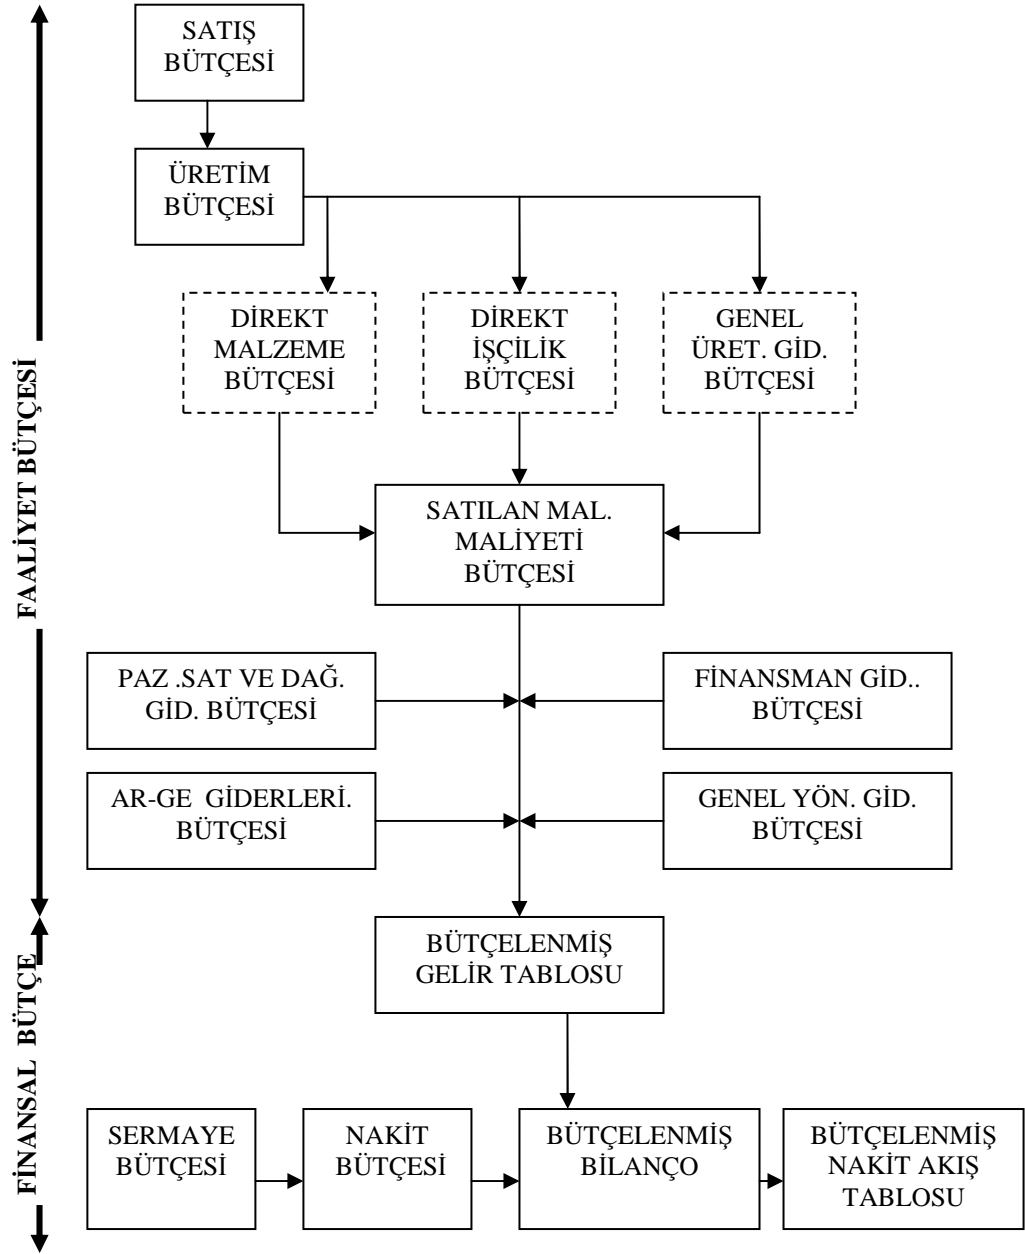 SATIŞ
BÜTÇESİ
ÜRETİM
BÜTÇESİ
DİREKT
MALZEME
BÜTÇESİ
DİREKT
İŞÇİLİK
BÜTÇESİ
GENEL
ÜRET. GİD.
BÜTÇESİ
SATILAN MAL.
MALİYETİ
BÜTÇESİ
PAZ .SAT VE DAĞ.
GİD. BÜTÇESİ
FİNANSMAN GİD..
BÜTÇESİ
AR-GE  GİDERLERİ.
BÜTÇESİ
GENEL YÖN. GİD.
BÜTÇESİ
BÜTÇELENMİŞ
GELİR TABLOSU
SERMAYE
BÜTÇESİ
NAKİT
BÜTÇESİ
BÜTÇELENMİŞ
BİLANÇO
BÜTÇELENMİŞ
NAKİT AKIŞ
TABLOSU
FAALİYET BÜTÇESİ
FİNANSAL  BÜTÇE